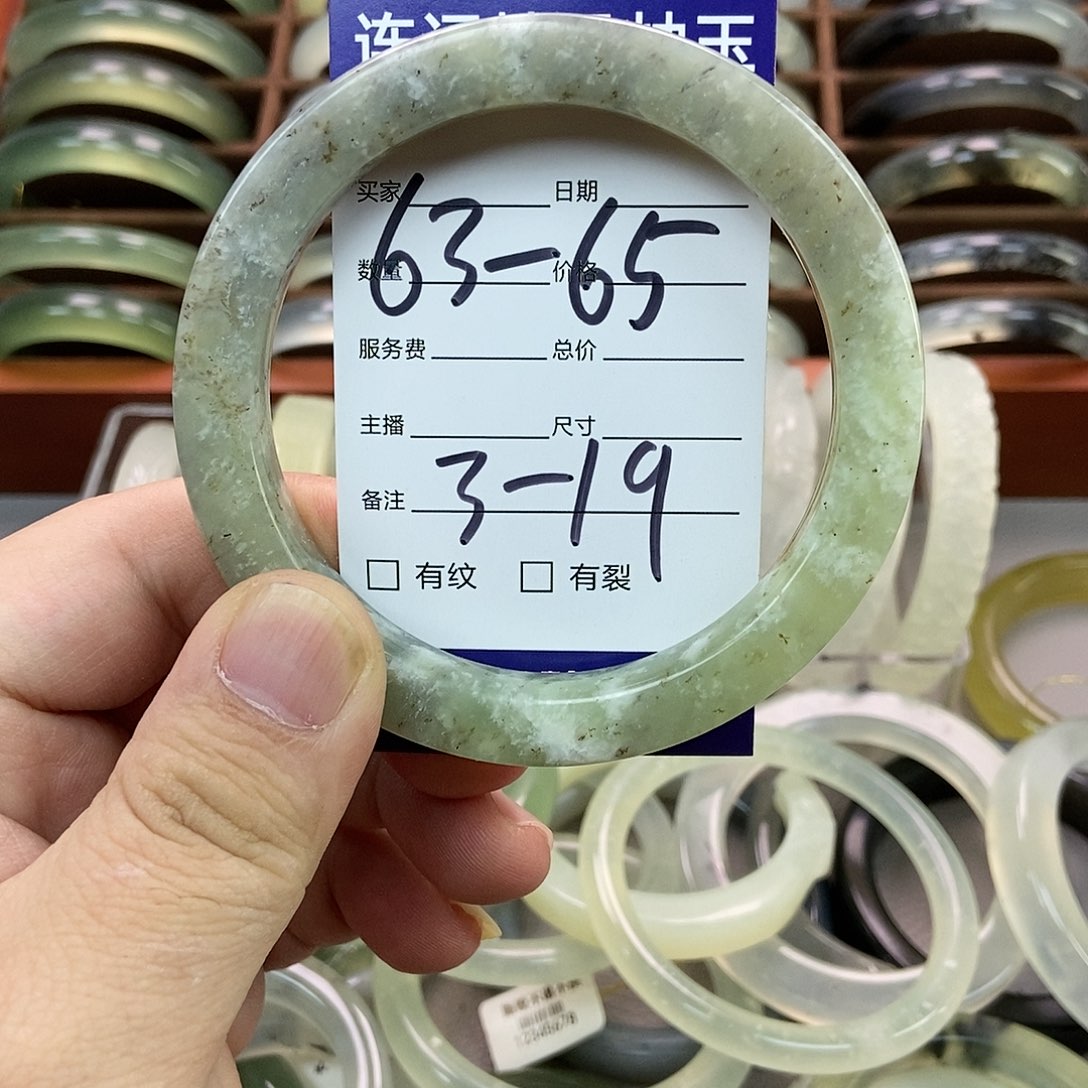 买家 日期
63-65
数量 价格
服务费 总价
主播 尺寸
3-19
备注
有纹 有裂